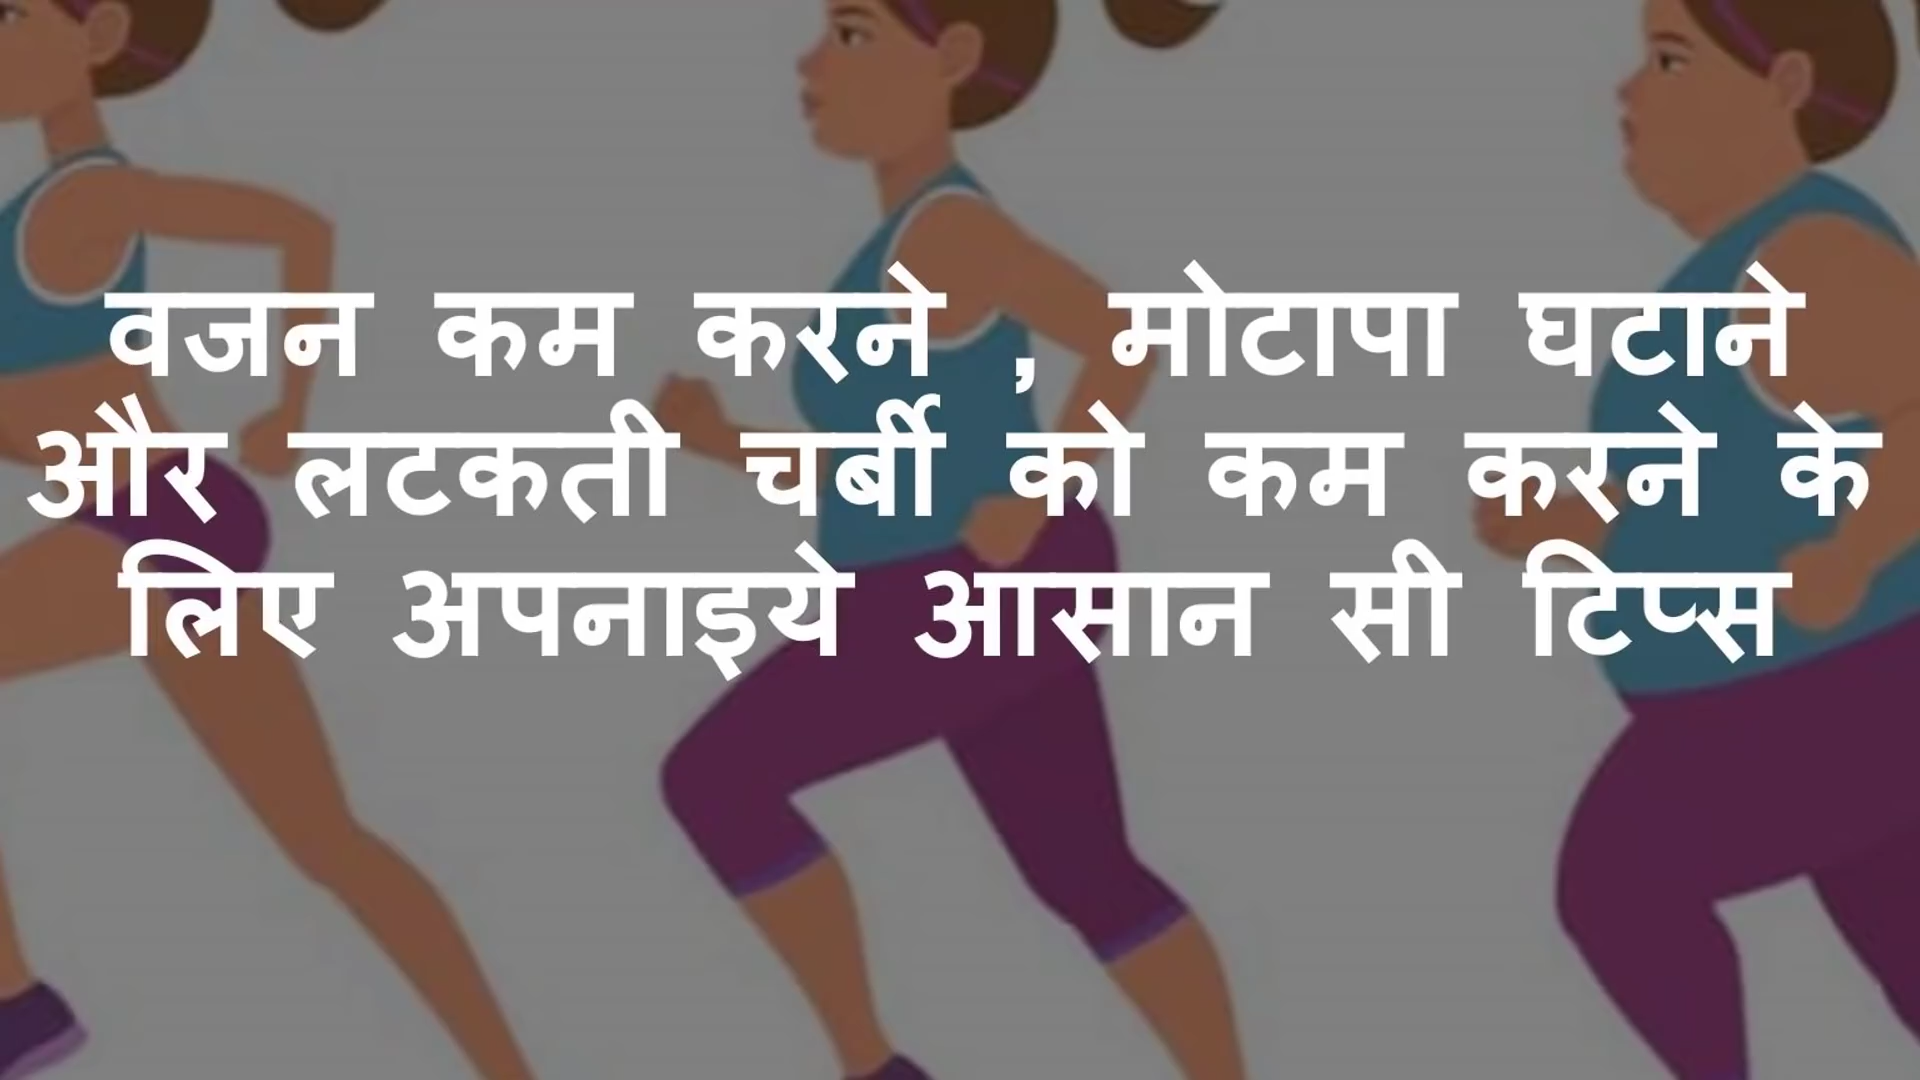 वजन कम करने , मोटापा घटाने
और लटकती चर्बी को कम करने के
लिए अपनाइये आसान सी टिप्स